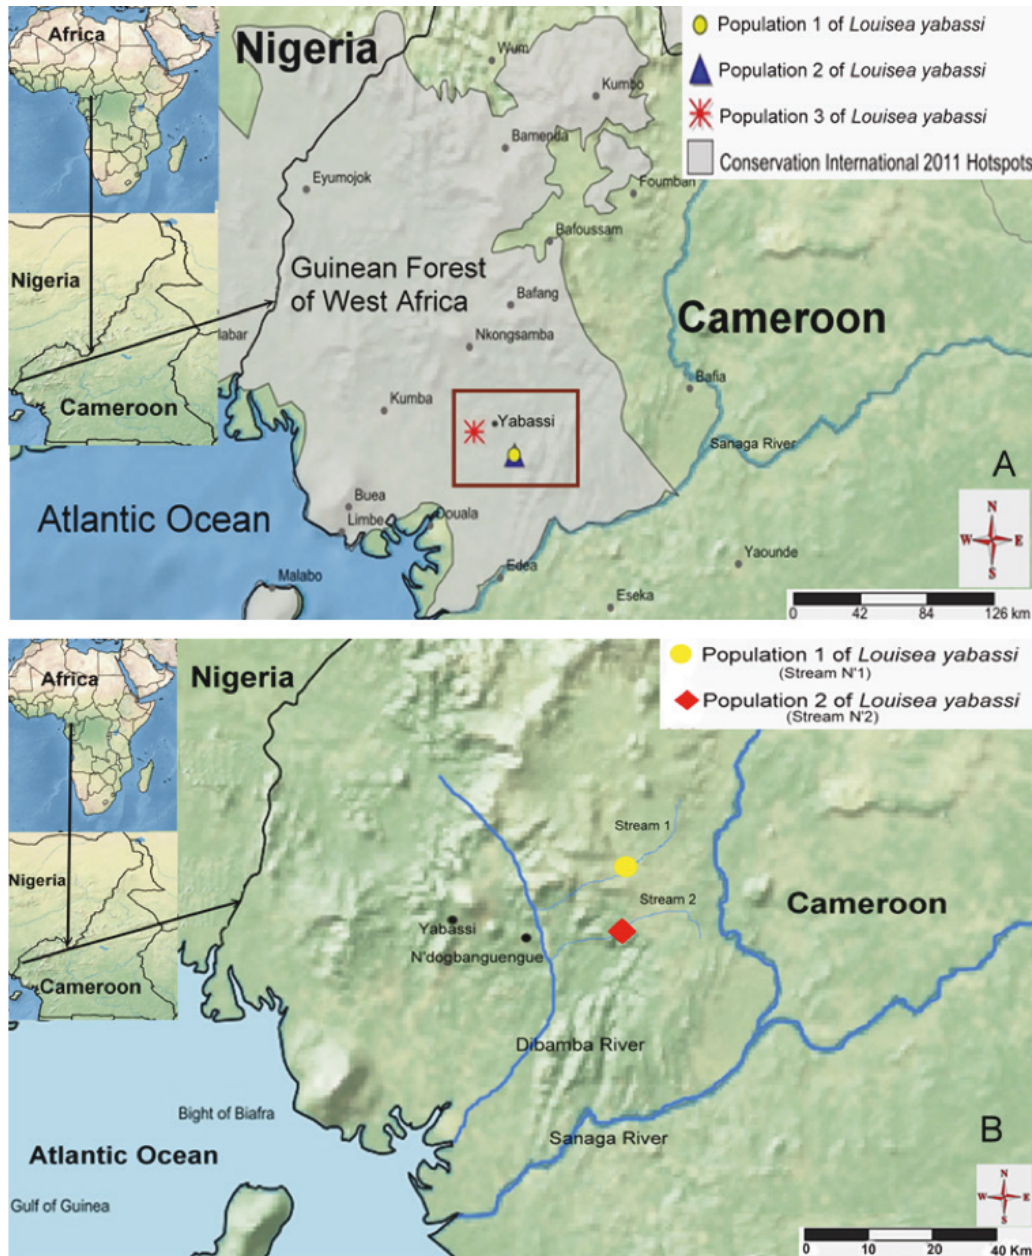 Africa
Nigeria
Cameroon
Nigeria
Wum
Kumbo
Bamenda
Eyumojok
Foumban
Bafoussam
Guinean Forest
of West Africa
Bafang
Nkongsamba
labar
Cameroon
Kumba
Bafia
Yabassi
Sanaga River
Atlantic Ocean
Buea
Limbe
Douala
Malabo
Edea
Eseka
Yaounde
Population 1 of Louisea yabassi
Population 2 of Louisea yabassi
Population 3 of Louisea yabassi
Conservation International 2011 Hotspots
A
N
W E
S
0 42 84 126 km
Africa
Nigeria
Cameroon
Nigeria
Population 1 of Louisea yabassi
(Stream N'1)
Population 2 of Louisea yabassi
(Stream N'2)
Stream 1
Stream 2
Cameroon
Yabassi
N'dogbanguengue
Dibamba River
Bight of Biafra
Sanaga River
Atlantic Ocean
Gulf of Guinea
B
N
W E
S
0 10 20 40 Km